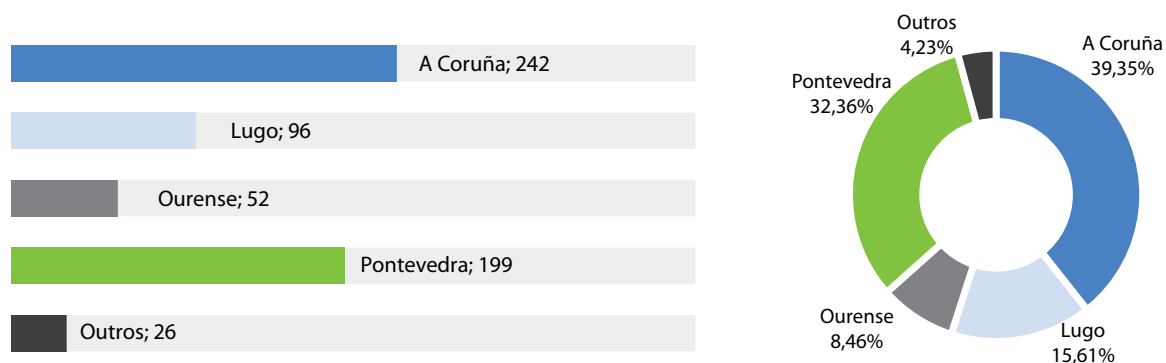 A Coruña; 242
Lugo; 96
Ourense; 52
Pontevedra; 199
Outros; 26
Outros
4,23%
A Coruña
39,35%
Pontevedra
32,36%
Ourense
8,46%
Lugo
15,61%